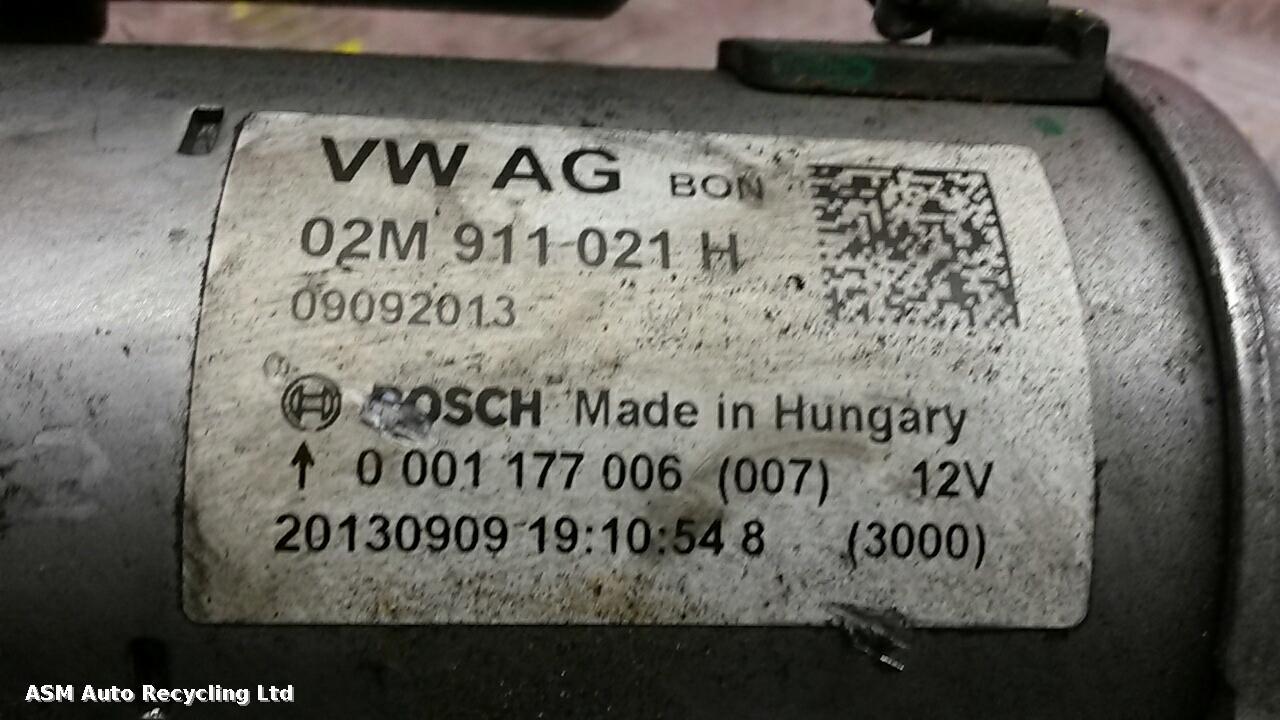 VW AG BON
02M 911 021 H
09092013
BOSCH Made in Hungary
↑ 0 001 177 006 (007) 12V
20130909 19:10:54 8 (3000)
ASM Auto Recycling Ltd